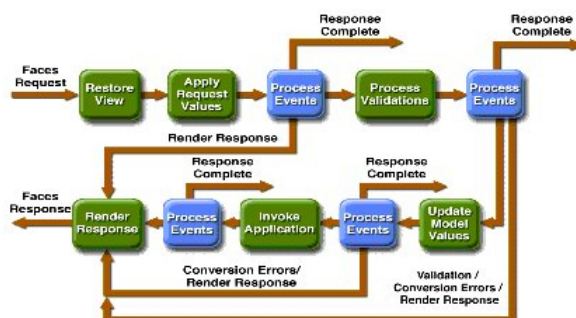 Response
Complete
Response
Complete
Faces
Request
Restore
View
Apply
Request
Values
Process
Events
Process
Validations
Process
Events
Render Response
Response
Complete
Response
Complete
Faces
Response
Render
Response
Process
Events
Invoke
Application
Process
Events
Update
Model
Values
Conversion Errors/
Render Response
Validation /
Conversion Errors /
Render Response